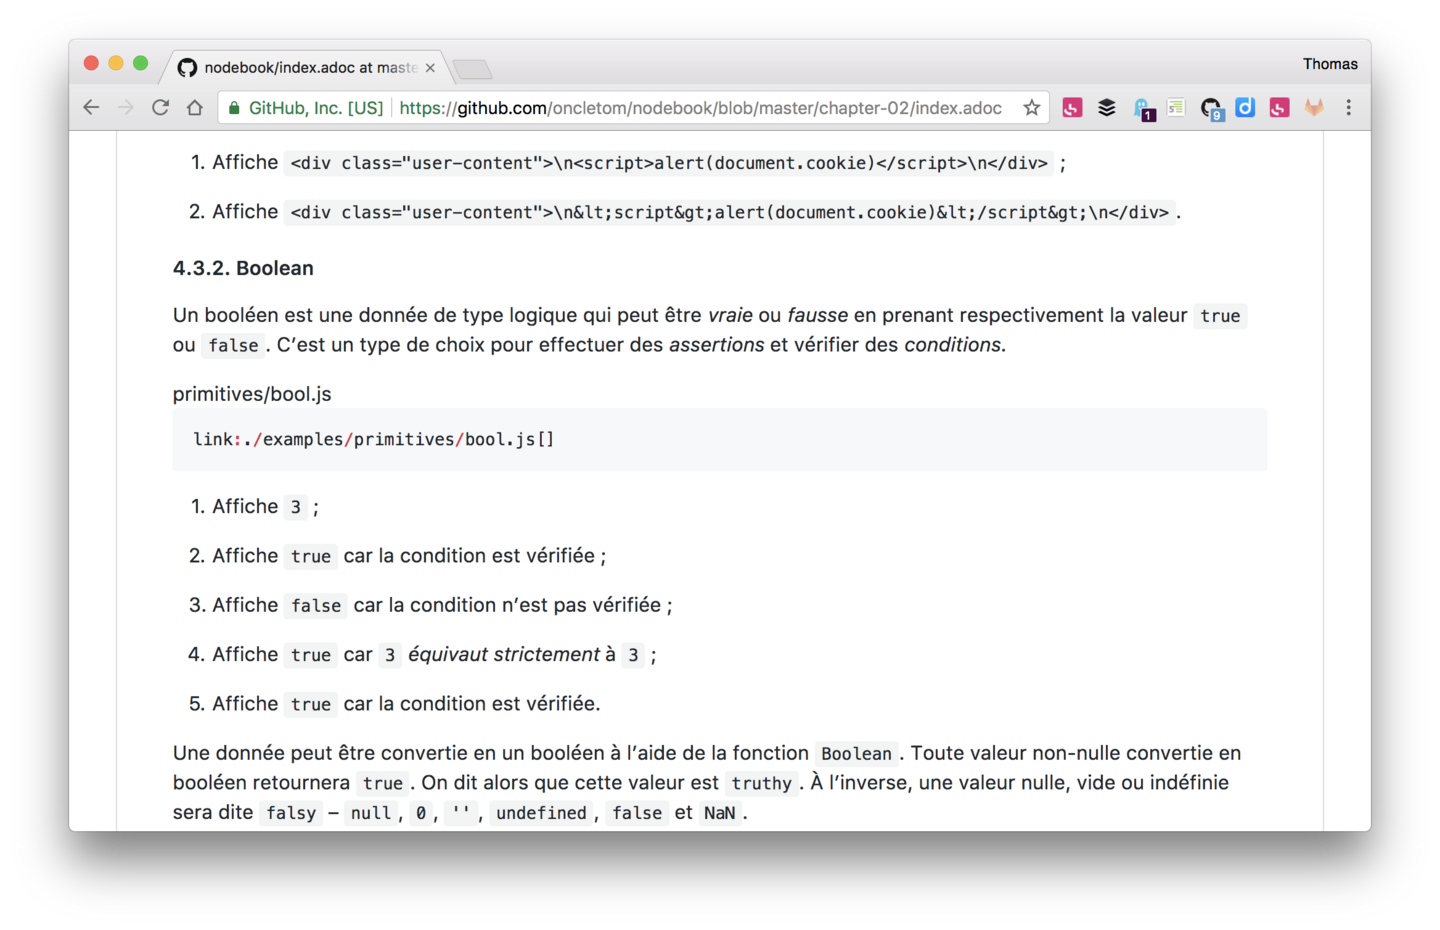 nodebook/index.adoc at maste
Thomas
GitHub, Inc. [US] https://github.com/oncletom/nodebook/blob/master/chapter-02/index.adoc
1
9
1. Affiche <div class="user-content">\n<script>alert(document.cookie)</script>\n</div> ;
2. Affiche <div class="user-content">\n&lt;script&gt;alert(document.cookie)&lt;/script&gt;\n</div> .
4.3.2. Boolean
Un booléen est une donnée de type logique qui peut être vraie ou fausse en prenant respectivement la valeur true
ou false . C’est un type de choix pour effectuer des assertions et vérifier des conditions.
primitives/bool.js
link:./examples/primitives/bool.js[]
1. Affiche 3 ;
2. Affiche true car la condition est vérifiée ;
3. Affiche false car la condition n’est pas vérifiée ;
4. Affiche true car 3 équivaut strictement à 3 ;
5. Affiche true car la condition est vérifiée.
Une donnée peut être convertie en un booléen à l’aide de la fonction Boolean . Toute valeur non-nulle convertie en
booléen retournera true . On dit alors que cette valeur est truthy . À l’inverse, une valeur nulle, vide ou indéfinie
sera dite falsy – null , 0 , '' , undefined , false et NaN .